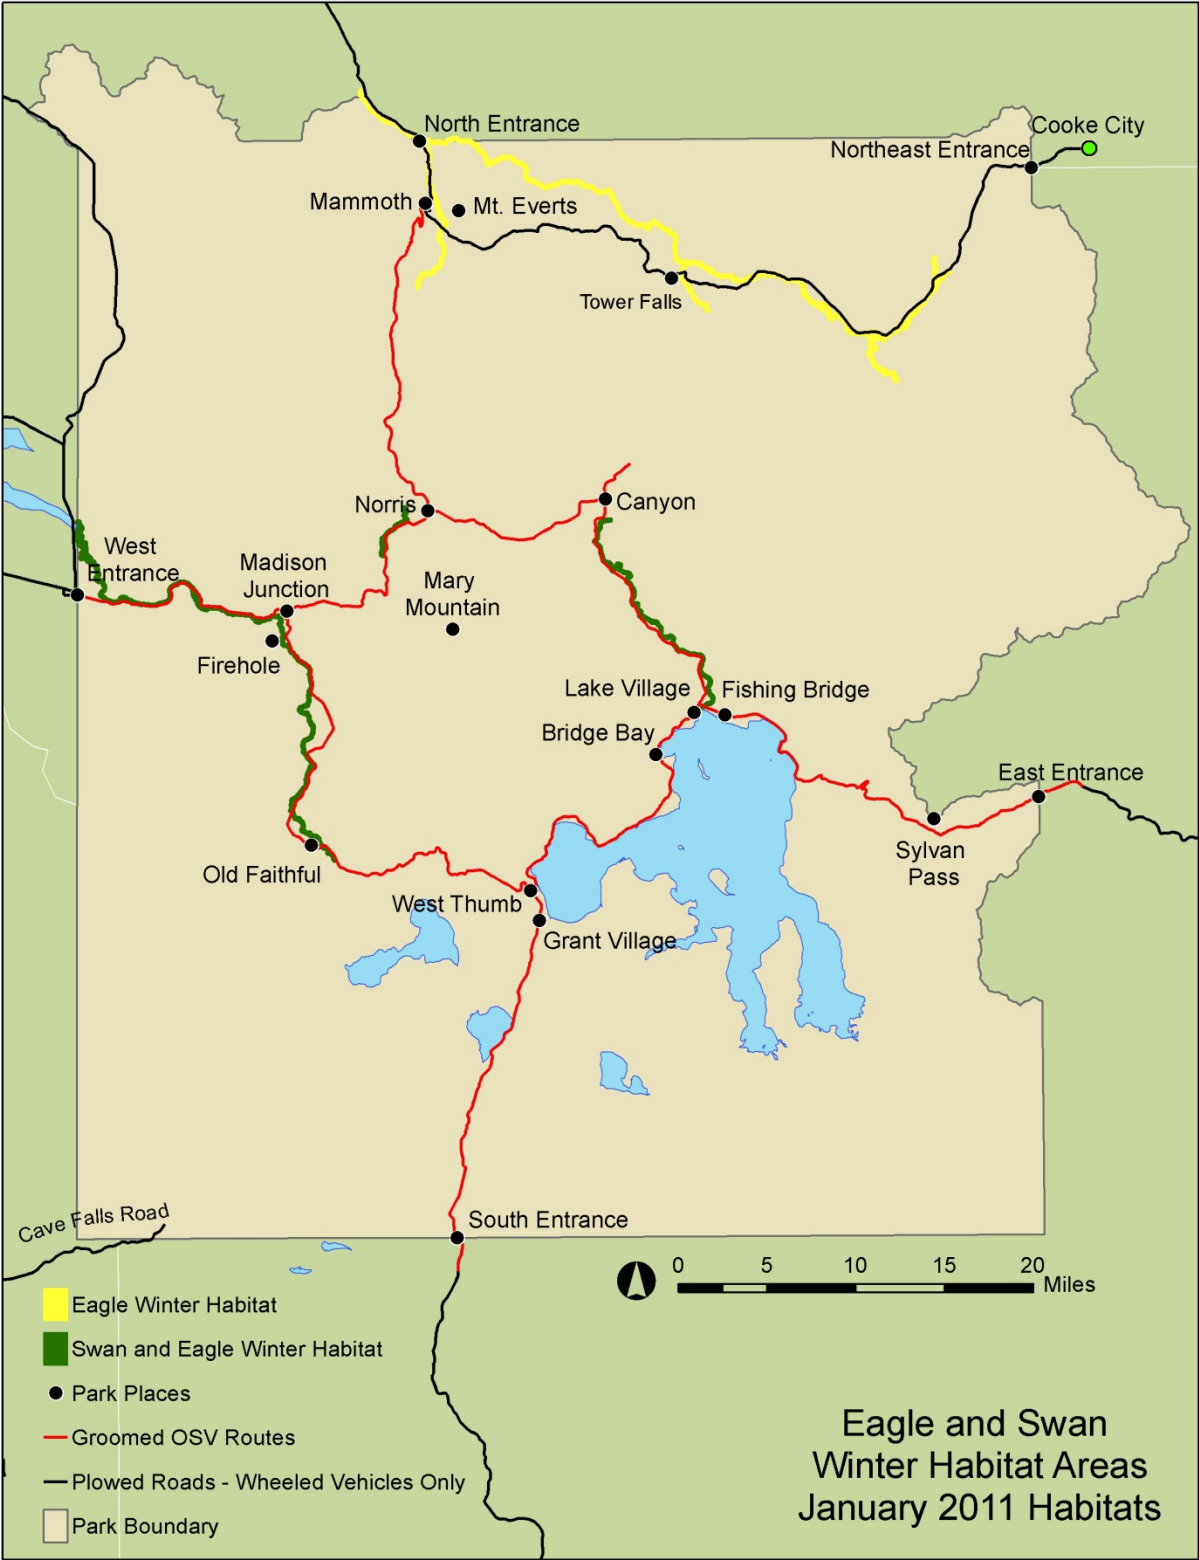 North Entrance
Cooke City
Northeast Entrance
Mammoth
Mt. Everts
Tower Falls
Norris
Canyon
West
Entrance
Madison
Junction
Mary
Mountain
Firehole
Lake Village
Fishing Bridge
Bridge Bay
East Entrance
Sylvan
Pass
Old Faithful
West Thumb
Grant Village
Cave Falls Road
South Entrance
0 5 10 15 20
Miles
Eagle Winter Habitat
Swan and Eagle Winter Habitat
Park Places
Groomed OSV Routes
Plowed Roads - Wheeled Vehicles Only
Park Boundary
Eagle and Swan
Winter Habitat Areas
January 2011 Habitats